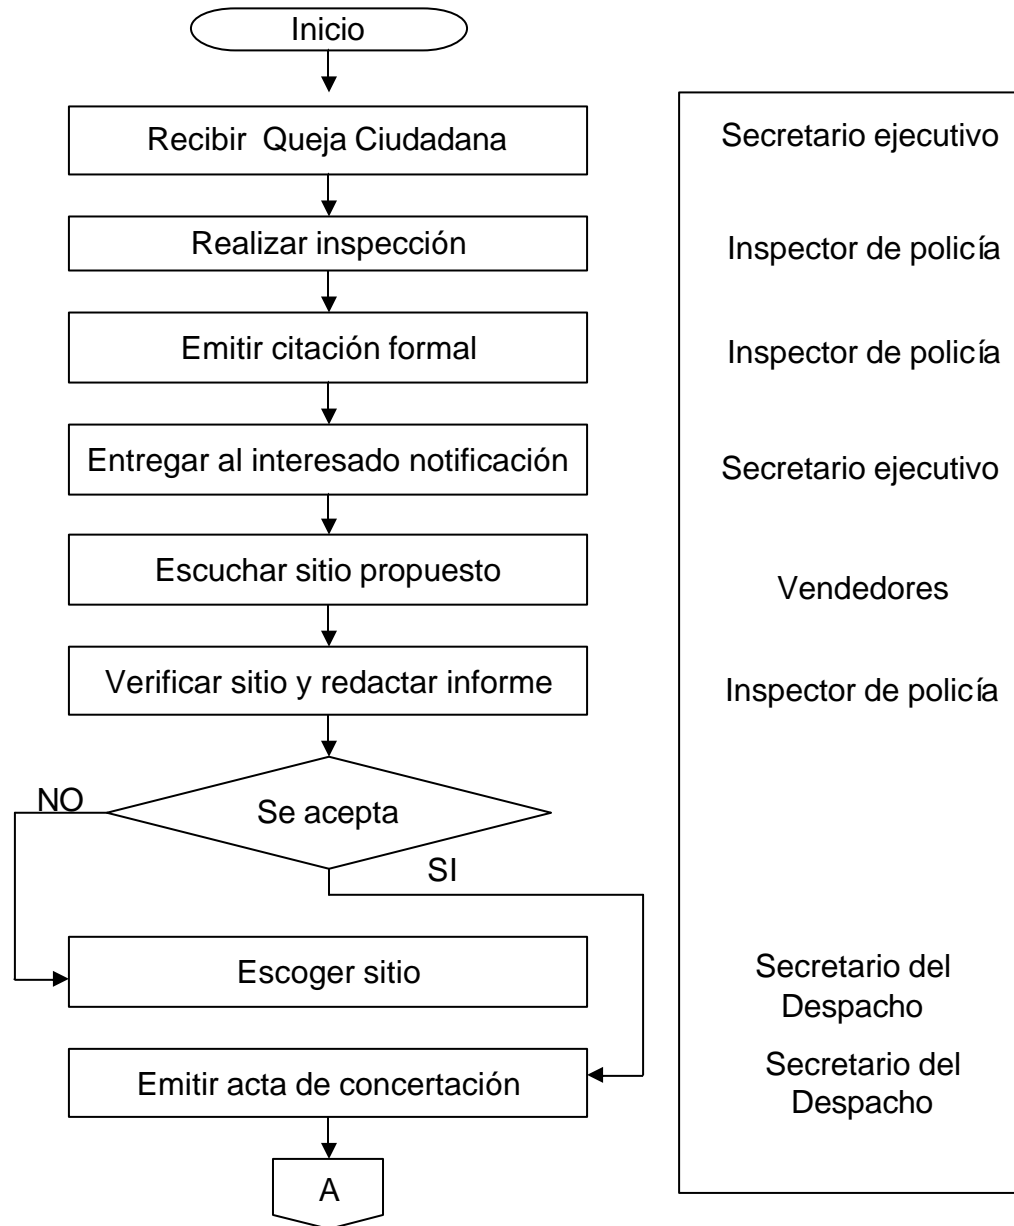 Inicio
Recibir Queja Ciudadana
Secretario ejecutivo
Realizar inspección
Inspector de policía
Emitir citación formal
Inspector de policía
Entregar al interesado notificación
Secretario ejecutivo
Escuchar sitio propuesto
Vendedores
Verificar sitio y redactar informe
Inspector de policía
NO
Se acepta
SI
Escoger sitio
Secretario del
Despacho
Emitir acta de concertación
Secretario del
Despacho
A